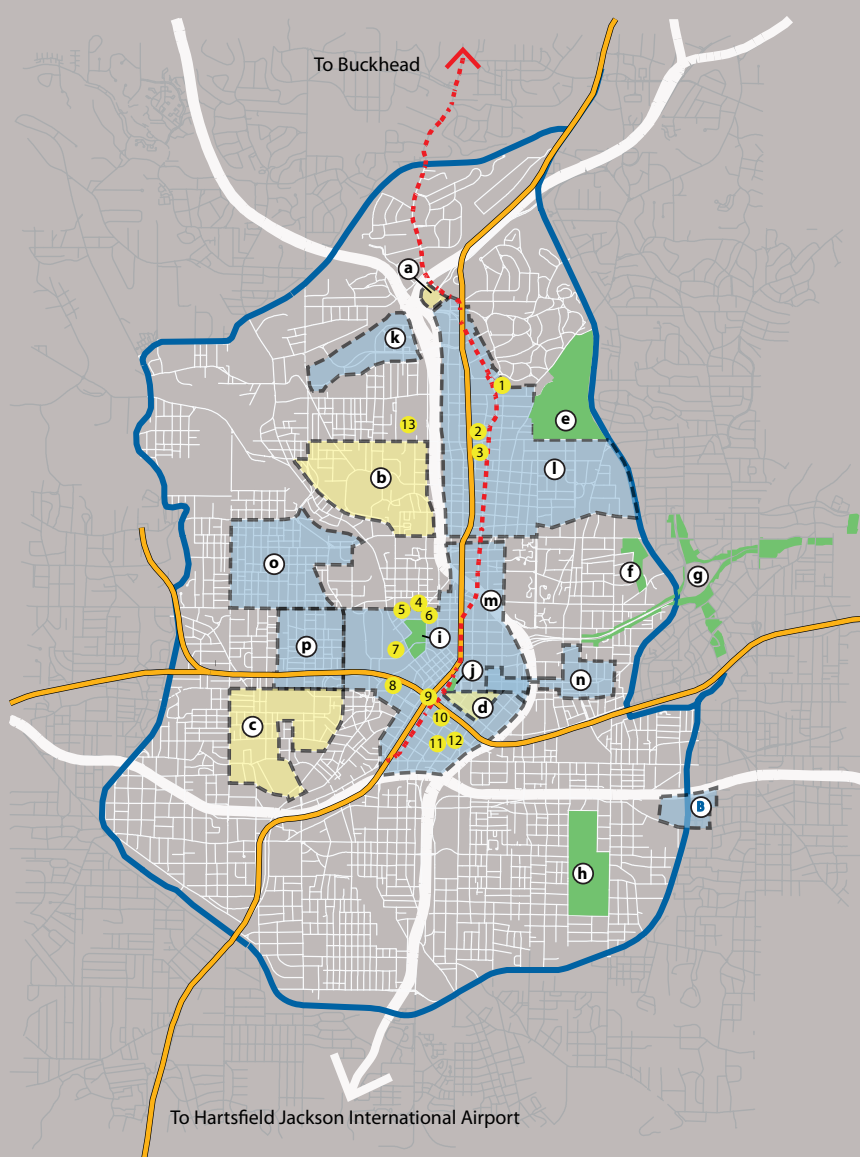 To Buckhead
a
k
1
13
e
2
3
l
b
o
f
g
4
m
5
6
i
p
7
j
n
8
9
d
10
c
11
12
B
h
To Hartsfield Jackson International Airport